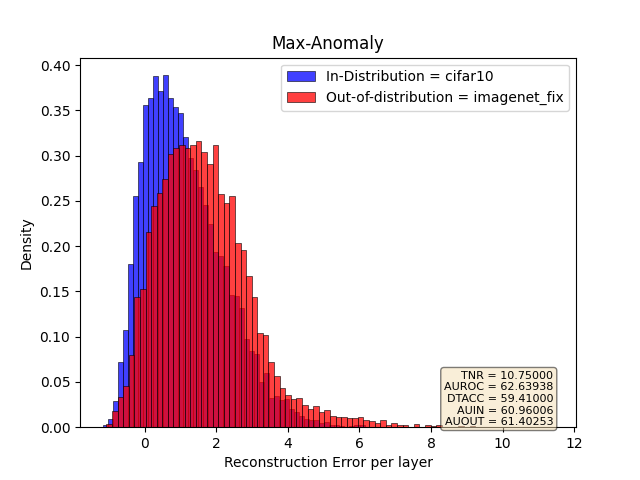 Max-Anomaly
In-Distribution = cifar10
Out-of-distribution = imagenet_fix
Density
0.40
0.35
0.30
0.25
0.20
0.15
0.10
0.05
0.00
TNR = 10.75000
AUROC = 62.63938
DTACC = 59.41000
AUIN = 60.96006
AUOUT = 61.40253
0 2 4 6 8 10 12
Reconstruction Error per layer